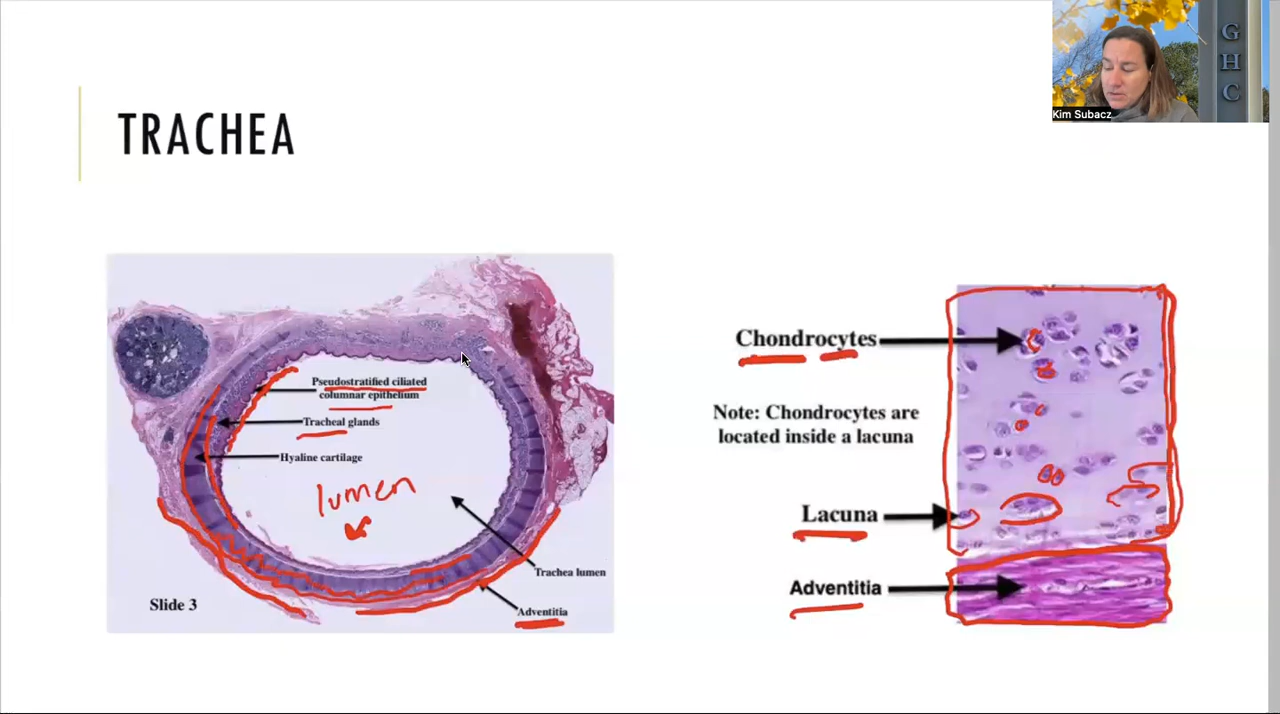 G
H
C
Kim Subacz
TRACHEA
Pseudostratified ciliated
columnar epithelium
Tracheal glands
Hyaline cartilage
lumen
Trachea lumen
Slide 3
Adventitia
Chondrocytes
Note: Chondrocytes are
located inside a lacuna
Lacuna
Adventitia